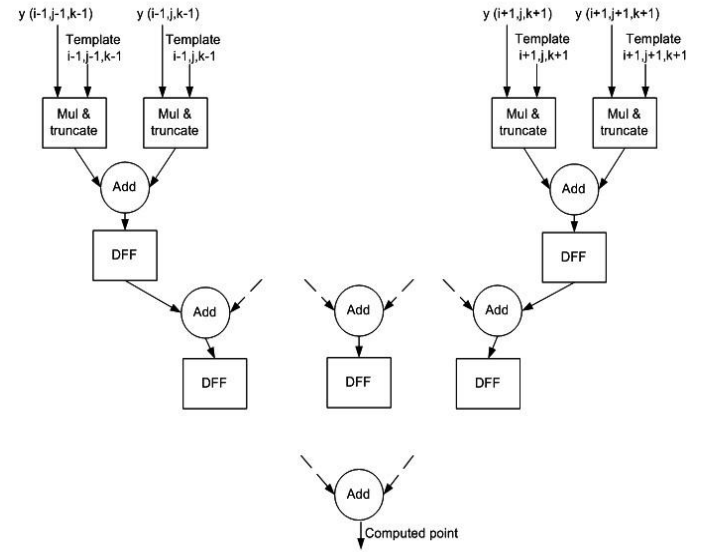 y (i-1,j-1,k-1) y (i-1,j,k-1) y (i+1,j,k+1) y (i+1,j+1,k+1)
Template Template Template Template
i-1,j-1,k-1 i-1,j,k-1 i+1,j,k+1 i+1,j+1,k+1
Mul & Mul & Mul & Mul &
truncate truncate truncate truncate
Add Add
DFF DFF
Add Add Add
DFF DFF DFF
Add
Computed point